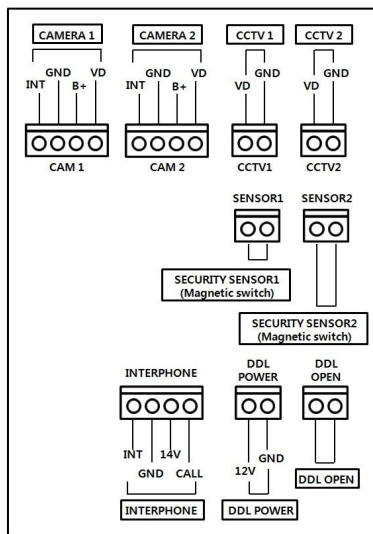 CAMERA 1 CAMERA 2 CCTV 1 CCTV 2
INT GND B+ VD INT GND B+ VD VD GND VD GND
CAM 1 CAM 2 CCTV1 CCTV2
SENSOR1 SENSOR2
SECURITY SENSOR1
(Magnetic switch)
SECURITY SENSOR2
(Magnetic switch)
INTERPHONE
DDL
POWER
DDL
OPEN
INT GND 14V CALL
12V GND
DDL OPEN
INTERPHONE DDL POWER